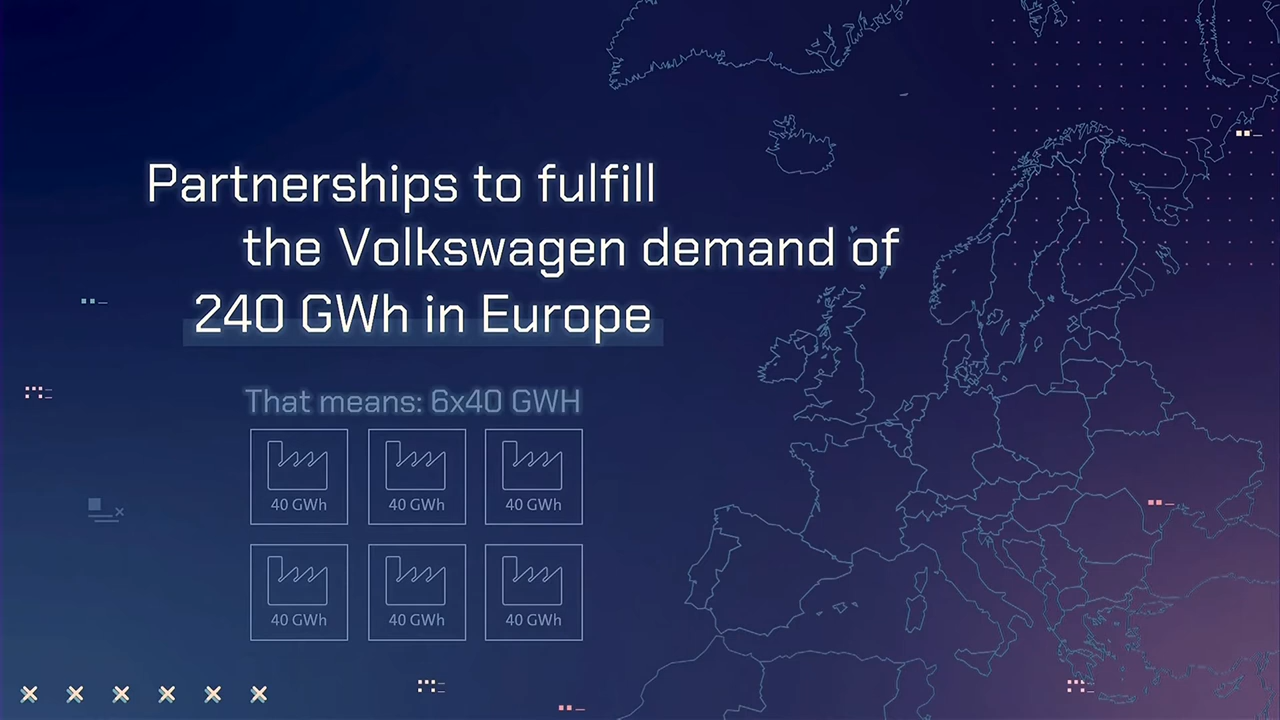 Partnerships to fulfill
the Volkswagen demand of
240 GWh in Europe
That means: 6x40 GWH
40 GWh 40 GWh 40 GWh
40 GWh 40 GWh 40 GWh